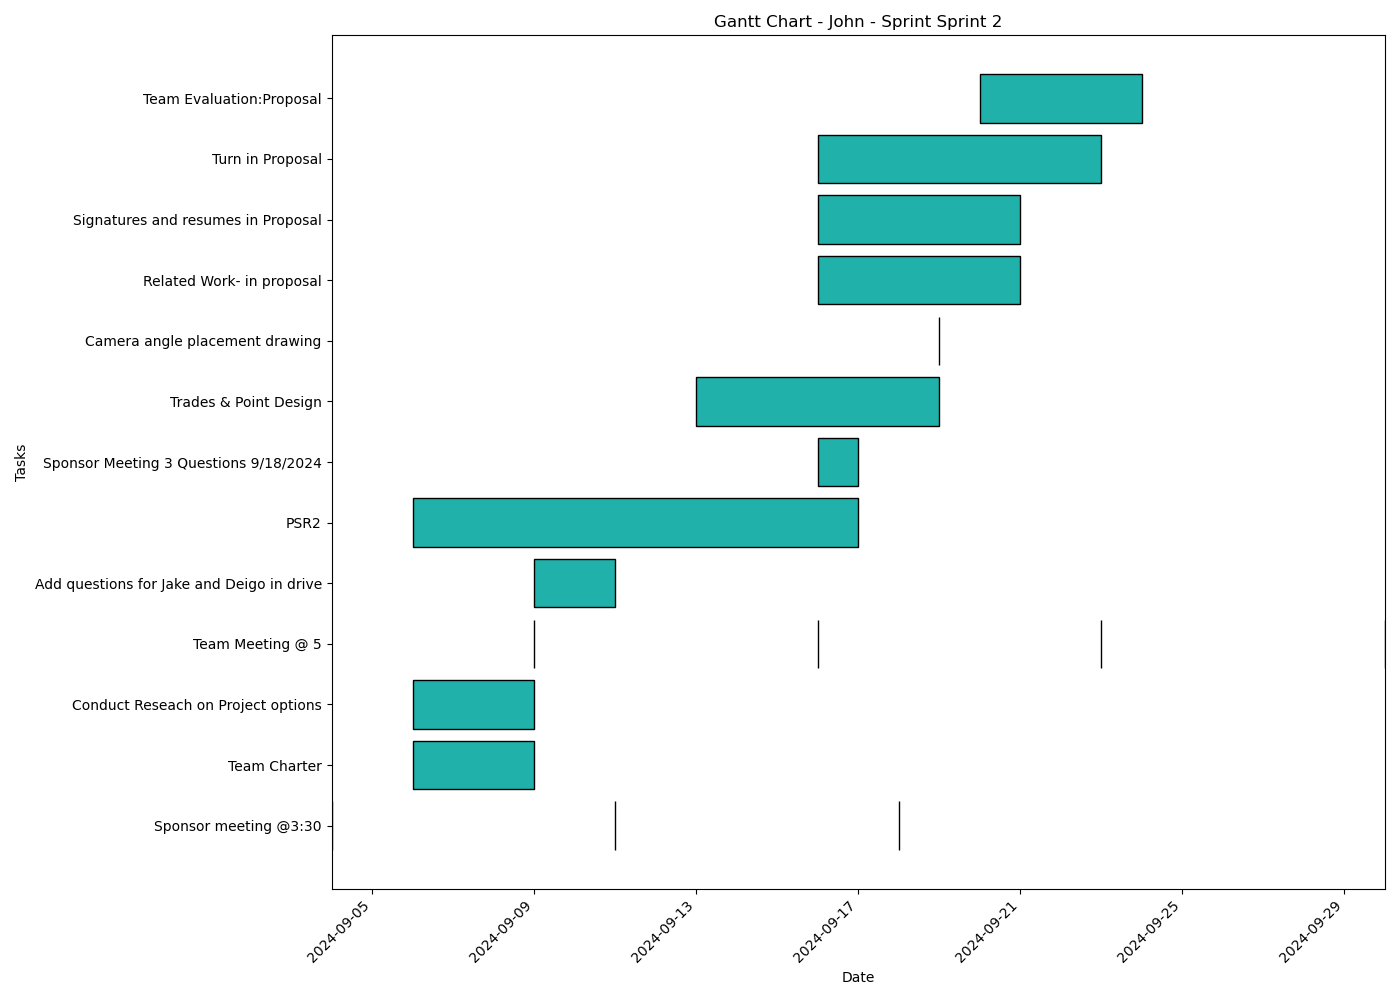 Gantt Chart - John - Sprint Sprint 2
Team Evaluation:Proposal
Turn in Proposal
Signatures and resumes in Proposal
Related Work- in proposal
Camera angle placement drawing
Trades & Point Design
Sponsor Meeting 3 Questions 9/18/2024
PSR2
Add questions for Jake and Deigo in drive
Team Meeting @ 5
Conduct Reseach on Project options
Team Charter
Sponsor meeting @3:30
Tasks
2024-09-05
2024-09-09
2024-09-13
2024-09-17
2024-09-21
2024-09-25
2024-09-29
Date